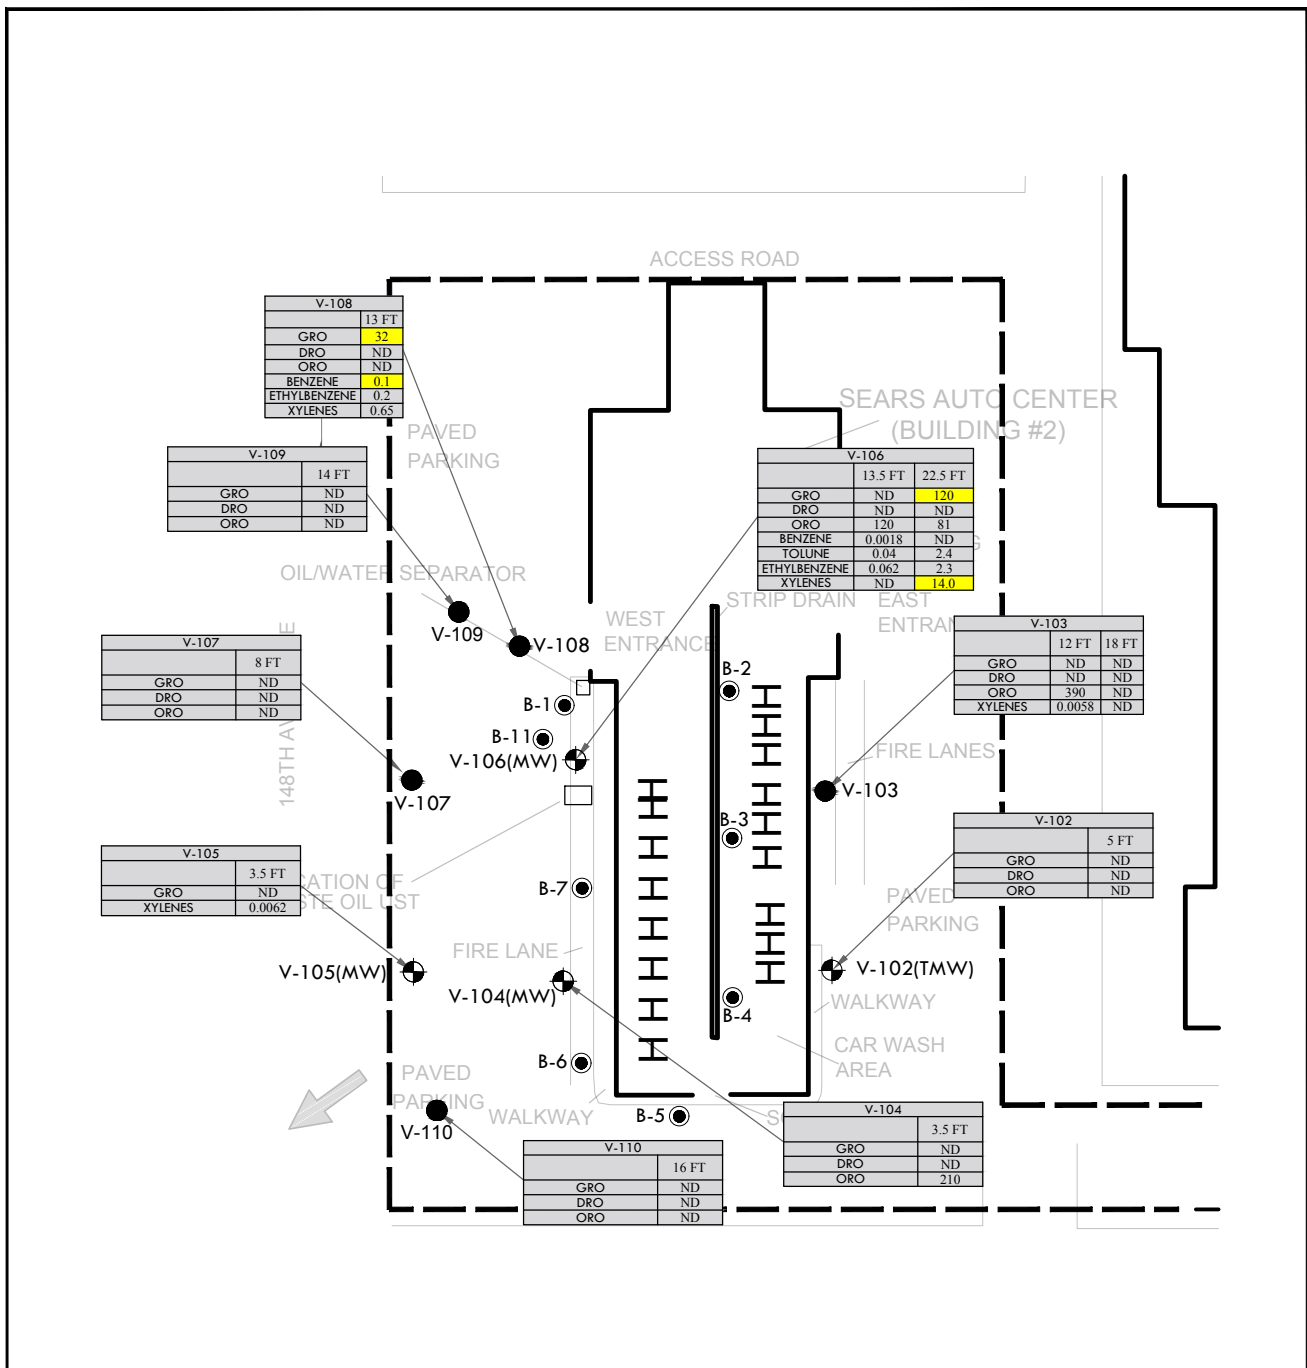 ACCESS ROAD
V-108
13 FT
GRO 32
DRO ND
ORO ND
BENZENE 0.1
ETHYLBENZENE 0.2
XYLENES 0.65
SEARS AUTO CENTER
(BUILDING #2)
PAVED
PARKING
V-109
14 FT
GRO ND
DRO ND
ORO ND
V-106
13.5 FT 22.5 FT
GRO ND 120
DRO ND ND
ORO 120 81
BENZENE 0.0018 ND
TOLUNE 0.04 2.4
ETHYLBENZENE 0.062 2.3
XYLENES ND 14.0
OIL/WATER SEPARATOR
STRIP DRAIN
EAST
WEST
ENTRANCE
V-109
V-108
V-103
12 FT 18 FT
GRO ND ND
DRO ND ND
ORO 390 ND
XYLENES 0.0058 ND
V-107
8 FT
GRO ND
DRO ND
ORO ND
148TH
B-2
B-1
B-11
V-106(MW)
FIRE LANES
V-107
V-103
B-3
V-102
5 FT
GRO ND
DRO ND
ORO ND
V-105
3.5 FT
GRO ND
XYLENES 0.0062
OF
OIL UST
B-7
PAVED
PARKING
FIRE LANE
V-105(MW)
V-104(MW)
V-102(TMW)
B-4
WALKWAY
CAR WASH
AREA
B-6
PAVED
PARKING
V-110
WALKWAY
B-5
V-104
3.5 FT
GRO ND
DRO ND
ORO 210
V-110
16 FT
GRO ND
DRO ND
ORO ND